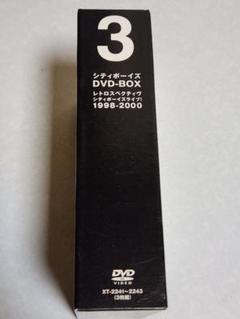 3
シティボーイズ
DVD-BOX
レトロスペクティヴ
シティボーイズライブ!
1998-2000
DVD
VIDEO
XT-2241~2243
(3枚組)